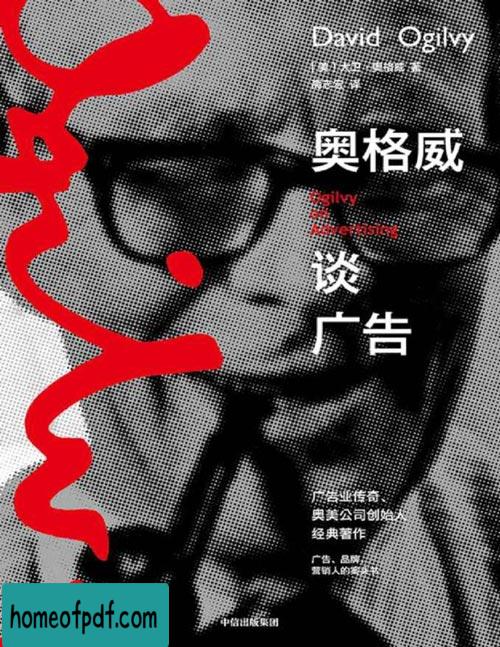 David Ogilvy
［美］大卫·奥格威 著
译
奥格威
Ogilvy
on
Advertising
谈
广告
广告业传奇、
奥美公司创始人
经典著作
广告、品牌、
营销人的案头书
中信出版集团
homeofpdf.com